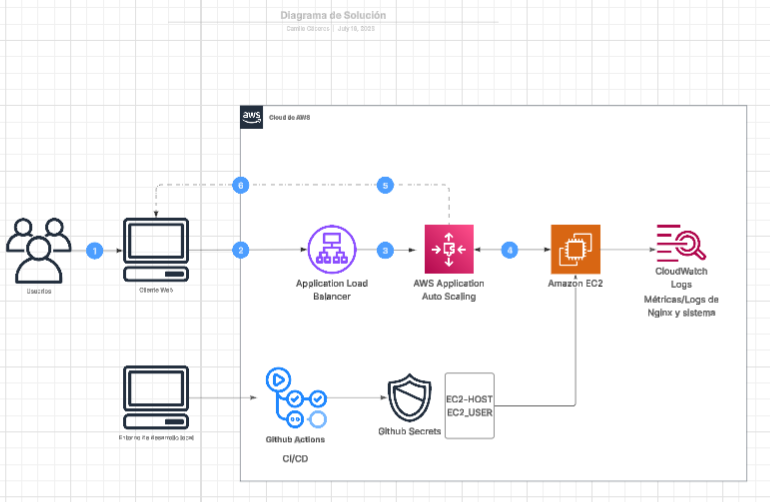 Diagrama de Solución
July 18, 2023
aws
Cloud de AWS
6
5
1
2
3
4
Usuarios
Cliente Web
Application Load
Balancer
AWS Application
Auto Scaling
Amazon EC2
CloudWatch
Logs
Métricas/Logs de
Nginx y sistema
EC2-HOST
EC2_USER
Github Secrets
Github Actions
CI/CD
Entorno de desarrollo local